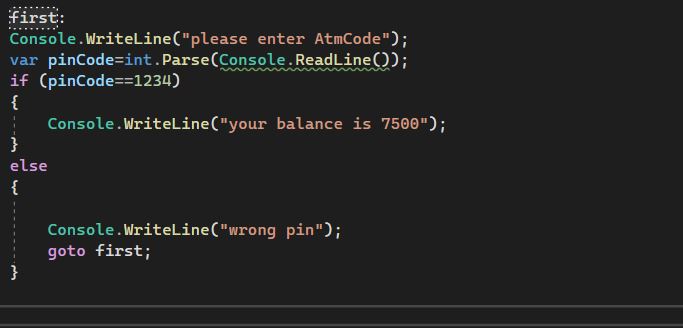 first:
Console.WriteLine("please enter AtmCode");
var pinCode=int.Parse(Console.ReadLine());
if (pinCode==1234)
{
    Console.WriteLine("your balance is 7500");
}
else
{
    Console.WriteLine("wrong pin");
    goto first;
}